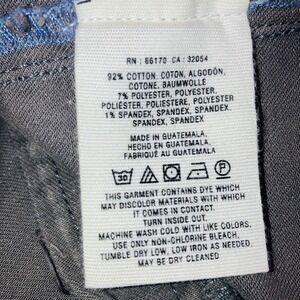 RN : 66170 CA : 32054
92% COTTON, COTON, ALGODÓN,
COTONE, BAUMWOLLE
7% POLYESTER, POLYESTER,
POLIÉSTER, POLIESTERE, POLYESTER
1% SPANDEX, SPANDEX, SPANDEX,
SPANDEX, SPANDEX
MADE IN GUATEMALA,
HECHO EN GUATEMALA,
FABRIQUÉ AU GUATEMALA
30
THIS GARMENT CONTAINS DYE WHICH
MAY DISCOLOR MATERIALS WITH WHICH
IT COMES IN CONTACT.
TURN INSIDE OUT.
MACHINE WASH COLD WITH LIKE COLORS.
USE ONLY NON-CHLORINE BLEACH.
TUMBLE DRY LOW. LOW IRON AS NEEDED.
MAY BE DRY CLEANED.